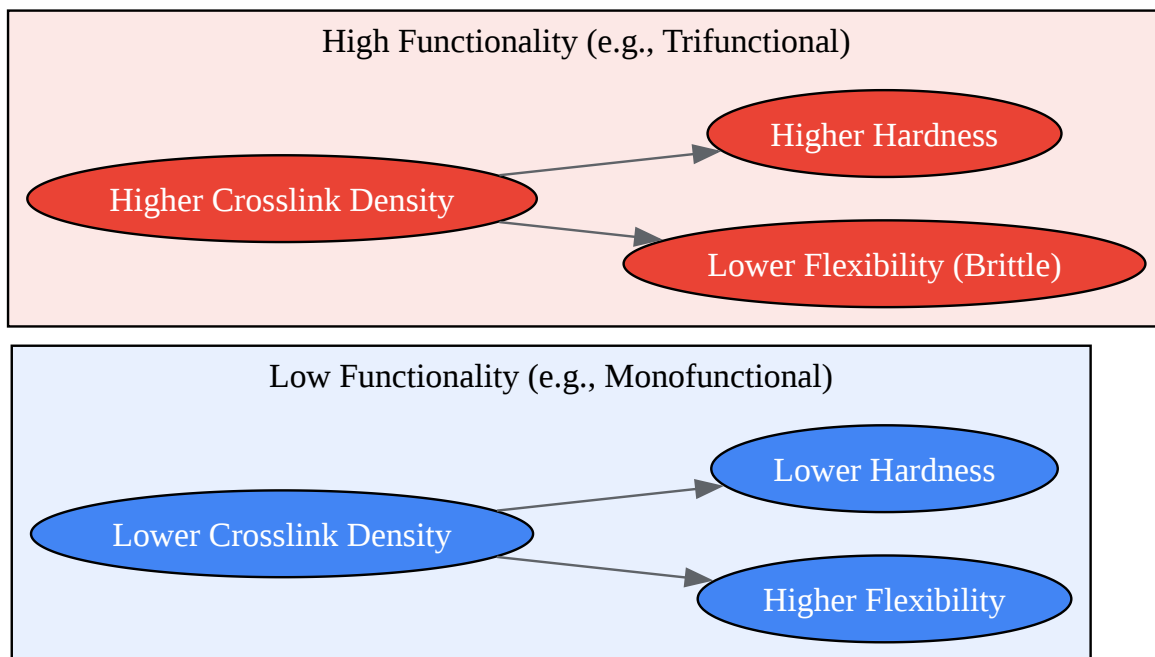 High Functionality (e.g., Trifunctional)
Higher Hardness
Higher Crosslink Density
Lower Flexibility (Brittle)
Low Functionality (e.g., Monofunctional)
Lower Hardness
Lower Crosslink Density
Higher Flexibility